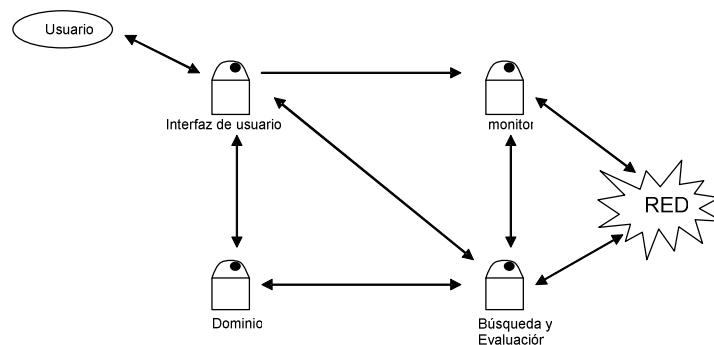 Usuario
Interfaz de usuario
monitor
RED
Dominio
Búsqueda y
Evaluación